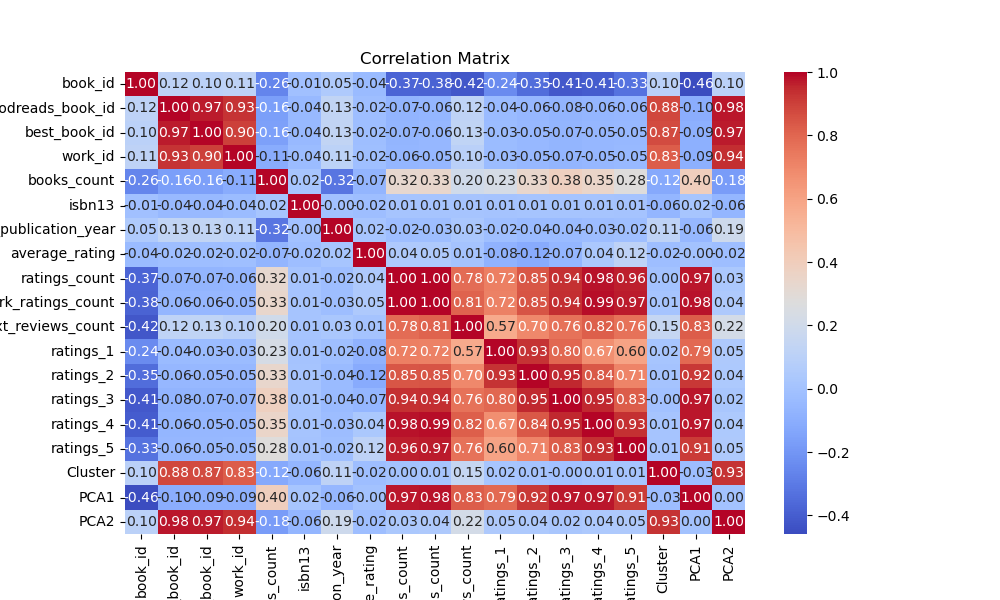 Correlation Matrix
book_id 1.00 0.12 0.10 0.11 -0.26 -0.01 0.05 -0.04 -0.37 -0.38 -0.42 -0.24 -0.35 -0.41 -0.41 -0.33 0.10 -0.46 0.10
odreads_book_id 0.12 1.00 0.97 0.93 -0.16 -0.04 0.13 -0.02 -0.07 -0.06 0.12 -0.04 -0.06 -0.08 -0.06 -0.06 0.88 -0.10 0.98
best_book_id 0.10 0.97 1.00 0.90 -0.16 -0.04 0.13 -0.02 -0.07 -0.06 0.13 -0.03 -0.05 -0.07 -0.05 -0.05 0.87 -0.09 0.97
work_id 0.11 0.93 0.90 1.00 -0.11 -0.04 0.11 -0.02 -0.06 -0.05 0.10 -0.03 -0.05 -0.07 -0.05 -0.05 0.83 -0.09 0.94
books_count -0.26 -0.16 -0.16 -0.11 1.00 0.02 -0.32 -0.07 0.32 0.33 0.20 0.23 0.33 0.38 0.35 0.28 -0.12 0.40 -0.18
isbn13 -0.01 -0.04 -0.04 -0.04 0.02 1.00 -0.00 -0.02 0.01 0.01 0.01 0.01 0.01 0.01 0.01 0.01 -0.06 0.02 -0.06
publication_year 0.05 0.13 0.13 0.11 -0.32 -0.00 1.00 0.02 -0.02 -0.03 0.03 -0.02 -0.04 -0.04 -0.03 -0.02 0.11 -0.06 0.19
average_rating -0.04 -0.02 -0.02 -0.02 -0.07 -0.02 0.02 1.00 0.04 0.05 0.01 -0.08 -0.12 -0.07 0.04 0.12 -0.02 -0.00 -0.02
ratings_count -0.37 -0.07 -0.07 -0.06 0.32 0.01 -0.02 0.04 1.00 1.00 0.78 0.72 0.85 0.94 0.98 0.96 0.00 0.97 0.03
rk_ratings_count -0.38 -0.06 -0.06 -0.05 0.33 0.01 -0.03 0.05 1.00 1.00 0.81 0.72 0.85 0.94 0.99 0.97 0.01 0.98 0.04
xt_reviews_count -0.42 0.12 0.13 0.10 0.20 0.01 0.03 0.01 0.78 0.81 1.00 0.57 0.70 0.76 0.82 0.76 0.15 0.83 0.22
ratings_1 -0.24 -0.04 -0.03 -0.03 0.23 0.01 -0.02 -0.08 0.72 0.72 0.57 1.00 0.93 0.80 0.67 0.60 0.02 0.79 0.05
ratings_2 -0.35 -0.06 -0.05 -0.05 0.33 0.01 -0.04 -0.12 0.85 0.85 0.70 0.93 1.00 0.95 0.84 0.71 0.01 0.92 0.04
ratings_3 -0.41 -0.08 -0.07 -0.07 0.38 0.01 -0.04 -0.07 0.94 0.94 0.76 0.80 0.95 1.00 0.95 0.83 -0.00 0.97 0.02
ratings_4 -0.41 -0.06 -0.05 -0.05 0.35 0.01 -0.03 0.04 0.98 0.99 0.82 0.67 0.84 0.95 1.00 0.93 0.01 0.97 0.04
ratings_5 -0.33 -0.06 -0.05 -0.05 0.28 0.01 -0.02 0.12 0.96 0.97 0.76 0.60 0.71 0.83 0.93 1.00 0.01 0.91 0.05
Cluster 0.10 0.88 0.87 0.83 -0.12 -0.06 0.11 -0.02 0.00 0.01 0.15 0.02 0.01 -0.00 0.01 0.01 1.00 -0.03 0.93
PCA1 -0.46 -0.10 -0.09 -0.09 0.40 0.02 -0.06 -0.00 0.97 0.98 0.83 0.79 0.92 0.97 0.97 0.91 -0.03 1.00 0.00
PCA2 0.10 0.98 0.97 0.94 -0.18 -0.06 0.19 -0.02 0.03 0.04 0.22 0.05 0.04 0.02 0.04 0.05 0.93 0.00 1.00
book_id
book_id
book_id
work_id
s_count
isbn13
on_year
e_rating
s_count
s_count
s_count
atings_1
atings_2
atings_3
atings_4
atings_5
Cluster
PCA1
PCA2
1.0
0.8
0.6
0.4
0.2
0.0
−0.2
−0.4